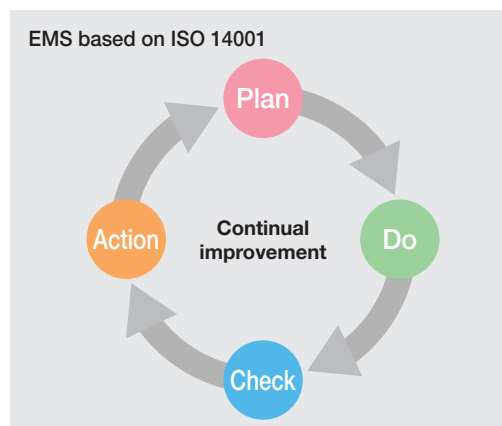 EMS based on ISO 14001
Plan
Do
Check
Action
Continual
improvement